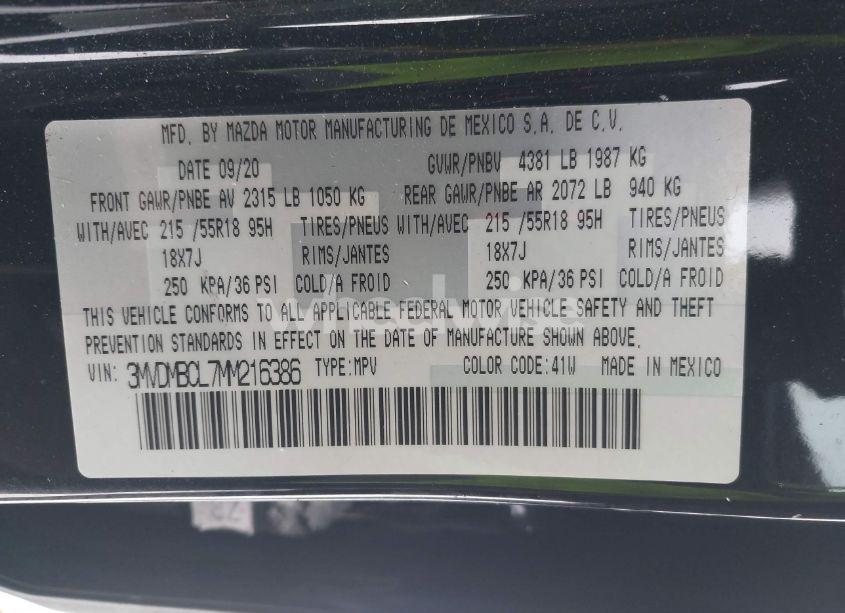 MFD. BY MAZDA MOTOR MANUFACTURING DE MEXICO S.A. DE C.V.
DATE 09/20 GVWR/PNBV 4381 LB 1987 KG
FRONT GAWR/PNBE AV 2315 LB 1050 KG REAR GAWR/PNBE AR 2072 LB 940 KG
WITH/AVEC 215 /55R18 95H TIRES/PNEUS WITH/AVEC 215 /55R18 95H TIRES/PNEUS
18X7J RIMS/JANTES 18X7J RIMS/JANTES
250 KPA/36 PSI COLD/A FROID 250 KPA/36 PSI COLD/A FROID
THIS VEHICLE CONFORMS TO ALL APPLICABLE FEDERAL MOTOR VEHICLE SAFETY AND THEFT
PREVENTION STANDARDS IN EFFECT ON THE DATE OF MANUFACTURE SHOWN ABOVE.
VIN: 3MVDMBCL7MM216386 TYPE:MPV COLOR CODE:41W MADE IN MEXICO